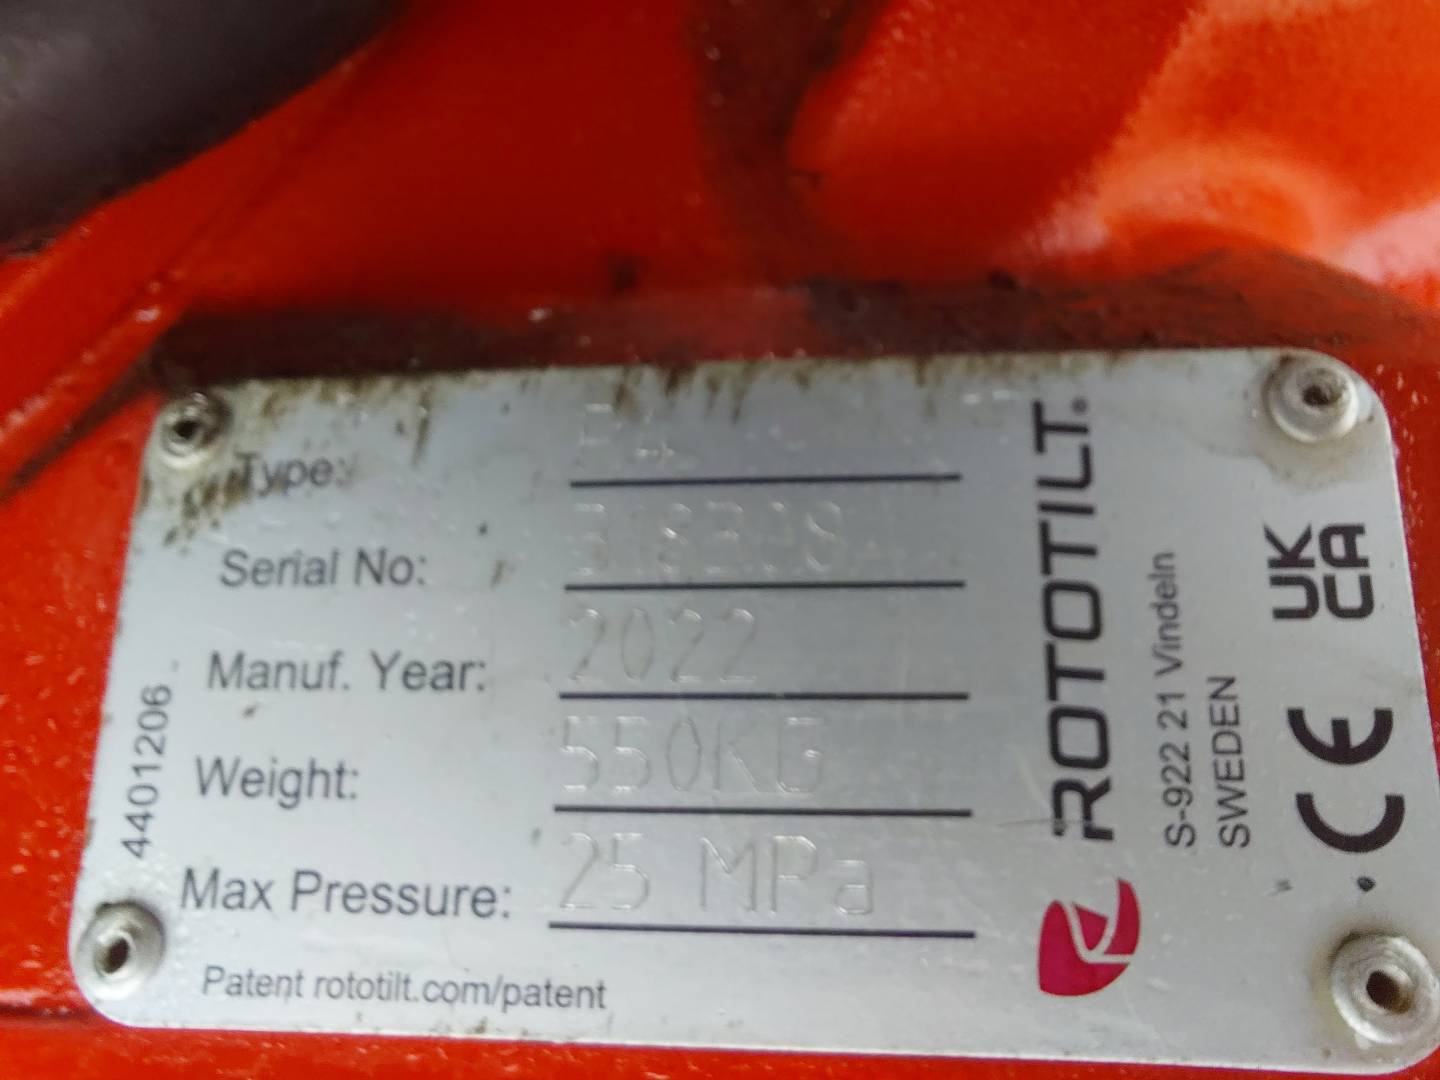 Type: R4
Serial No:
Manuf. Year: 2022
Weight: 550KG
Max Pressure: 25 MPa
Patent rototilt.com/patent
4401206
ROTOTILT®
S-922 21 Vindeln
SWEDEN
CE
UK
CA